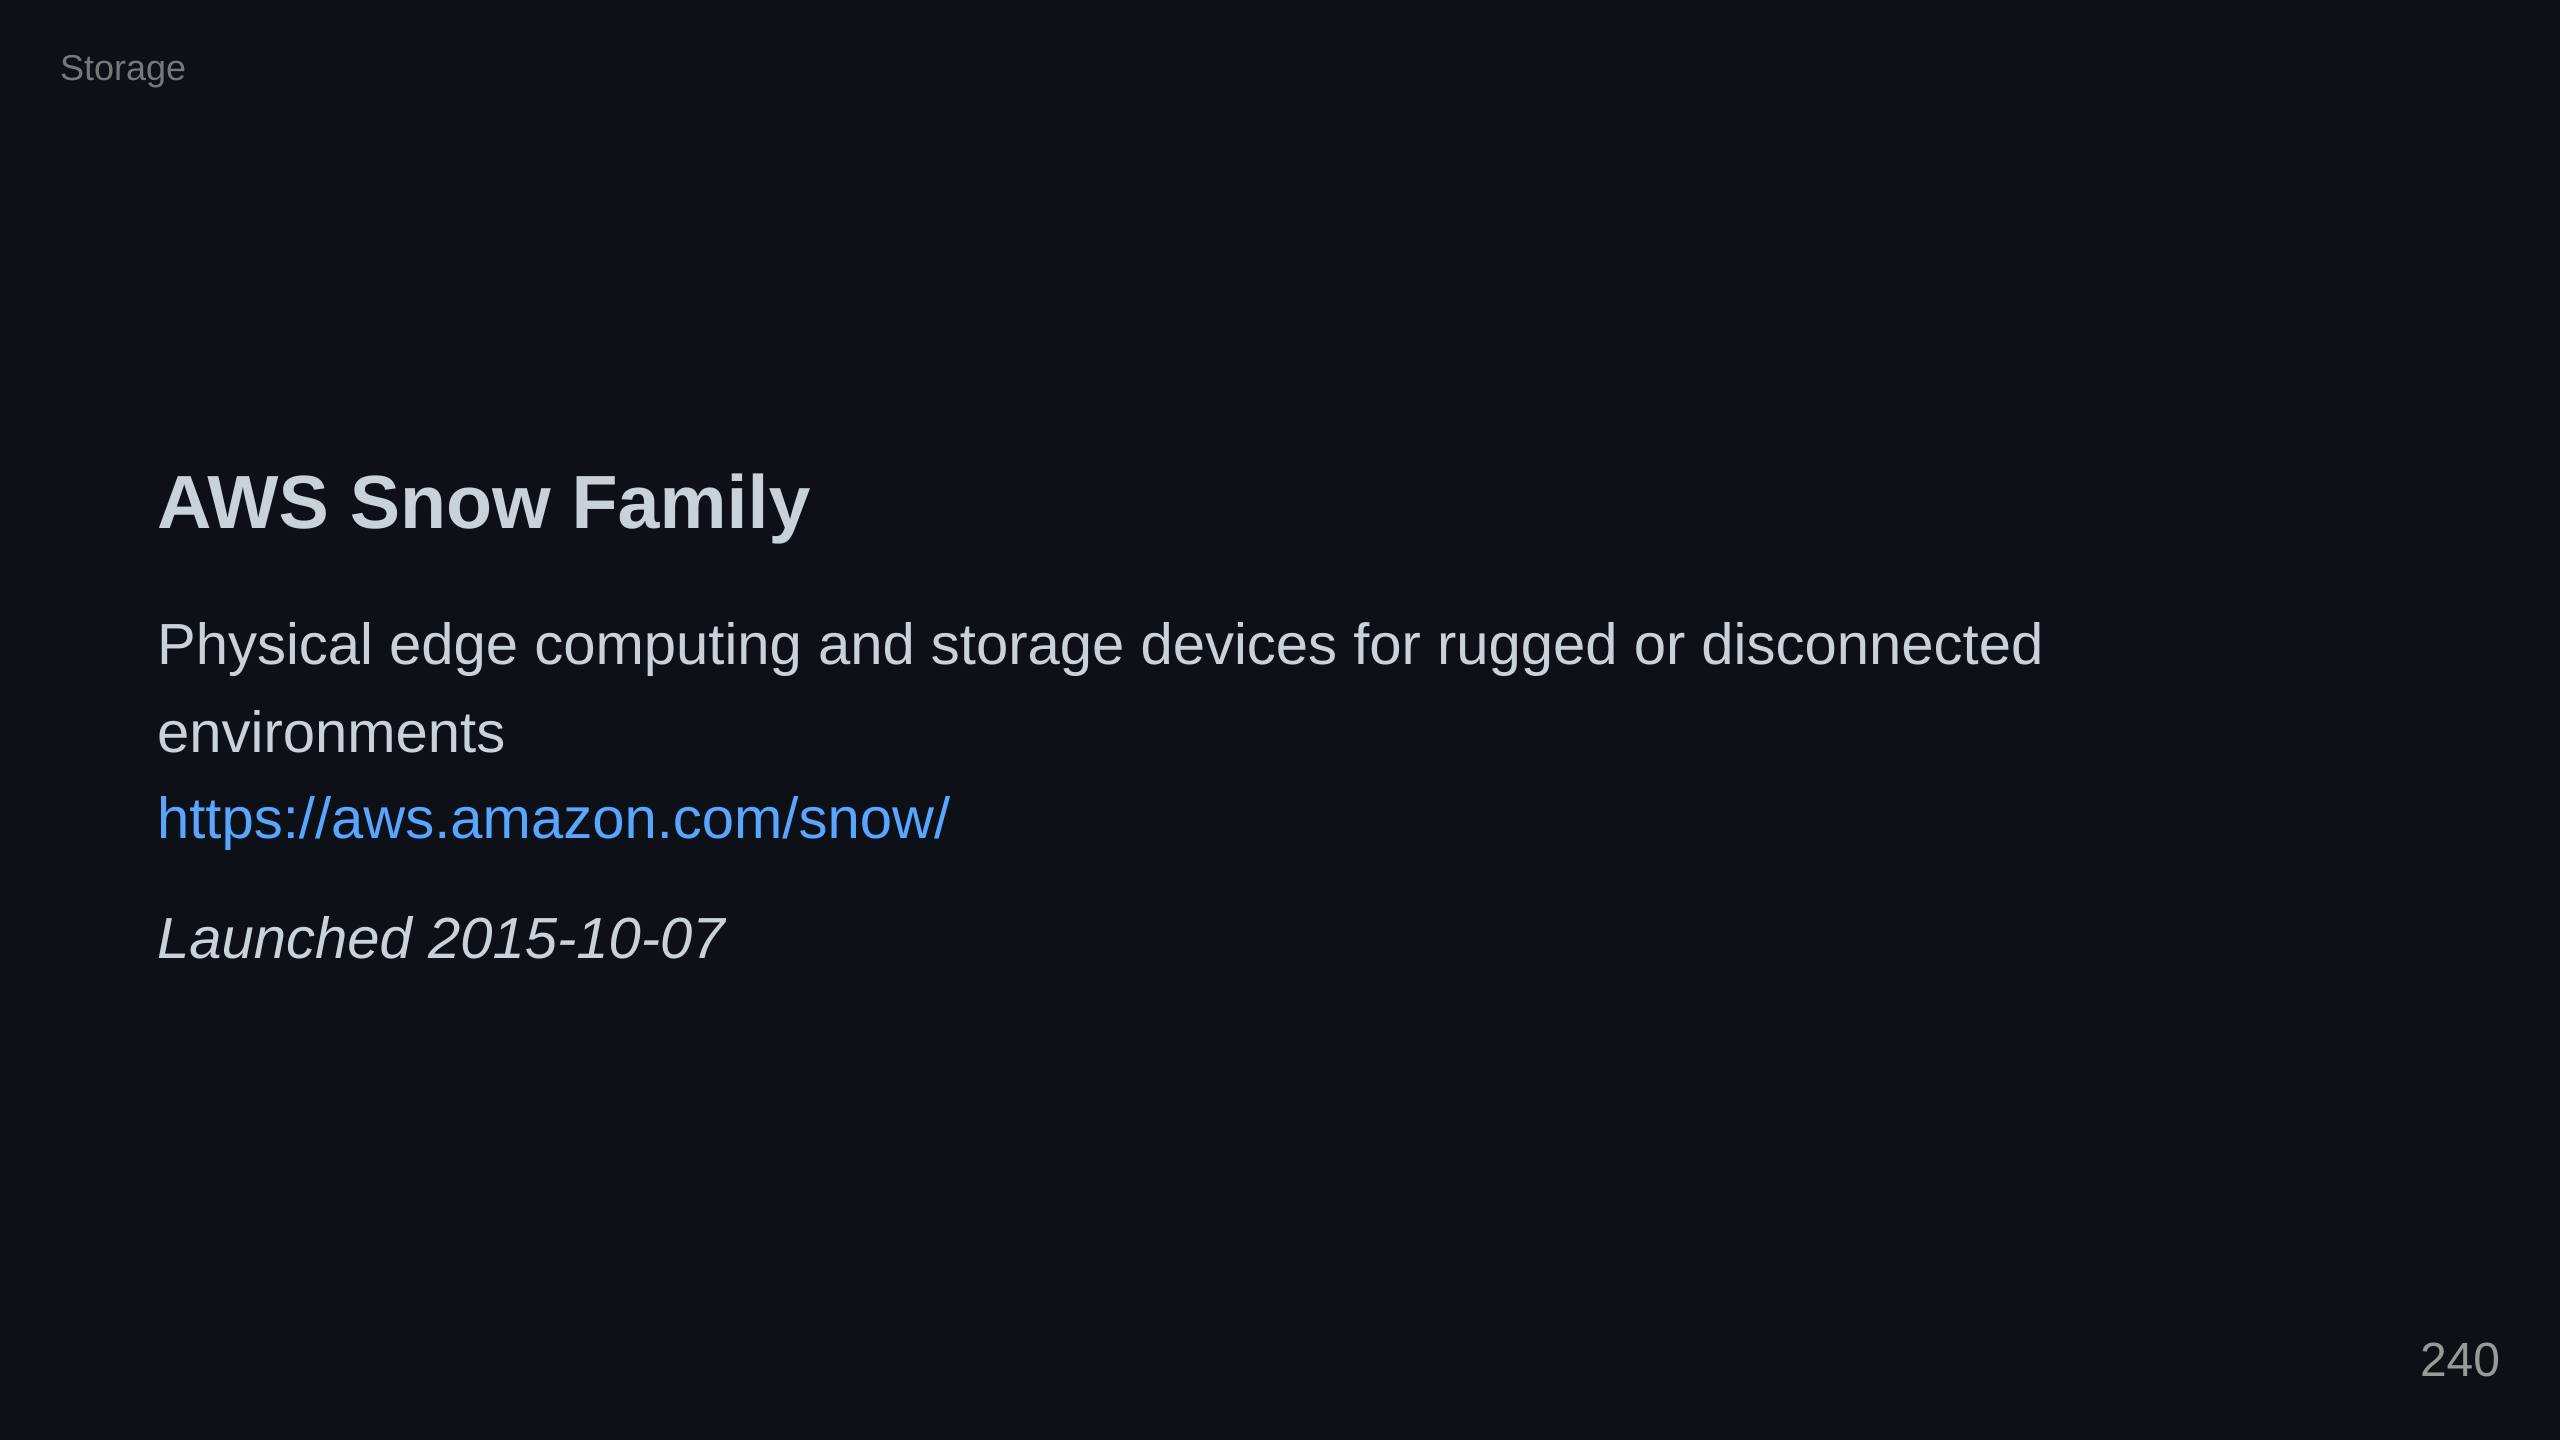 Storage
AWS Snow Family
Physical edge computing and storage devices for rugged or disconnected
environments
https://aws.amazon.com/snow/
Launched 2015-10-07
240